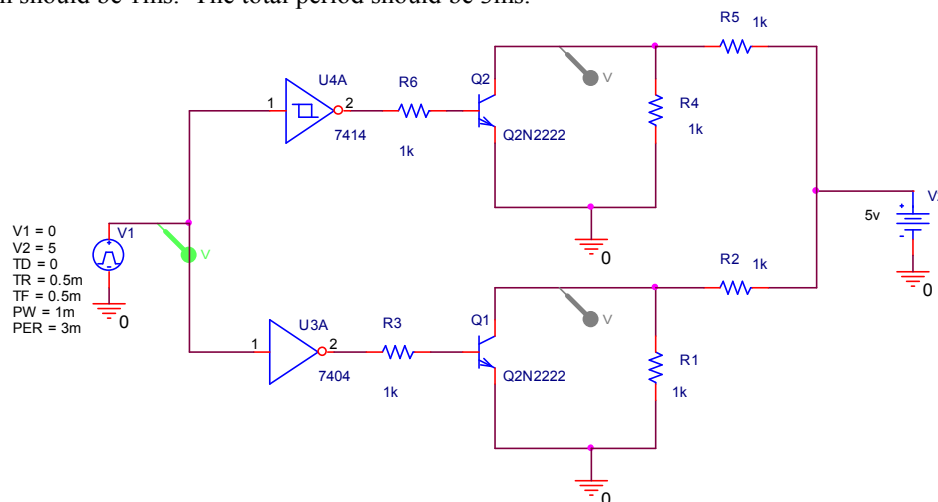 n should be 1ms. The total period should be 3ms.
R5 1k
U4A
R6
Q2
1 2
7414
1k
Q2N2222
V
R4
1k
V1 = 0
V2 = 5
TD = 0
TR = 0.5m
TF = 0.5m
PW = 1m
PER = 3m
V1
V
0
5v
0
0
R2 1k
U3A
R3
Q1
1 2
7404
1k
Q2N2222
V
R1
1k
0